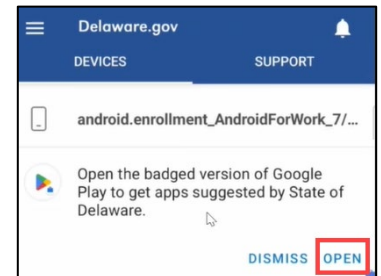 Delaware.gov
DEVICES SUPPORT
android.enrollment_AndroidForWork_7/...
Open the badged version of Google
Play to get apps suggested by State of
Delaware.
DISMISS OPEN